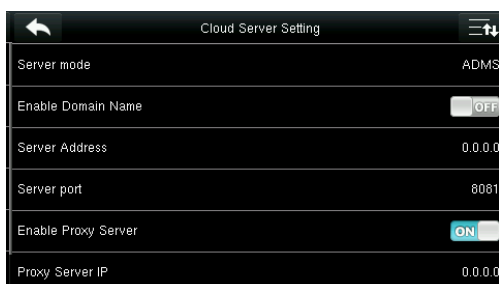 Cloud Server Setting
Server mode ADMS
Enable Domain Name OFF
Server Address 0.0.0.0
Server port 8081
Enable Proxy Server ON
Proxy Server IP 0.0.0.0